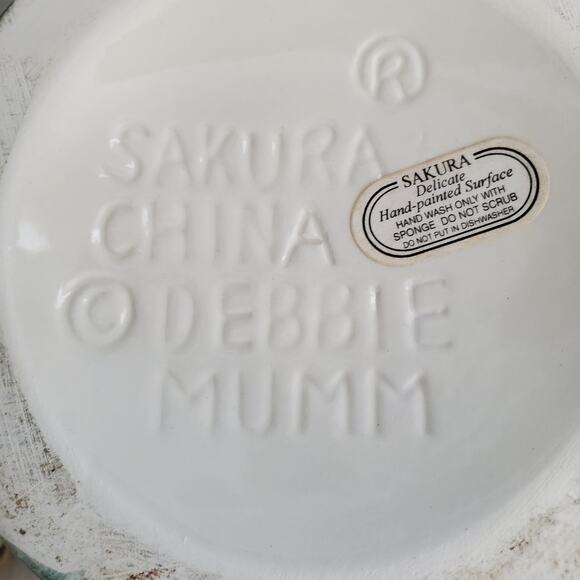 ®
SAKURA
CHINA
© DEBBIE
MUMM
SAKURA
Delicate
Hand-painted Surface
HAND WASH ONLY WITH
SPONGE DO NOT SCRUB
DO NOT PUT IN DISHWASHER